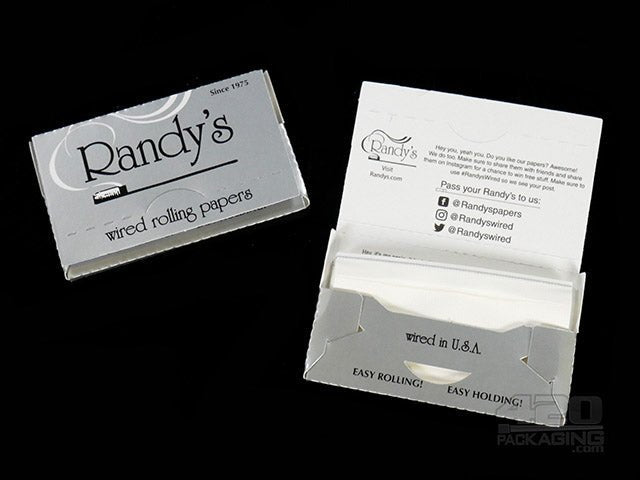 Since 1975
Randy's
wired rolling papers
Randy's
Visit
Randys.com
Hey you, yeah you. Do you like our papers? Awesome!
We do too. Make sure to share them with friends and share
them on Instagram for a chance to win free stuff. Make sure to
use #RandysWired so we see your post.
Pass your Randy's to us:
@Randyspapers
@Randyswired
@Randyswired
wired in U.S.A.
EASY ROLLING!
EASY HOLDING!
420
PACKAGING.com